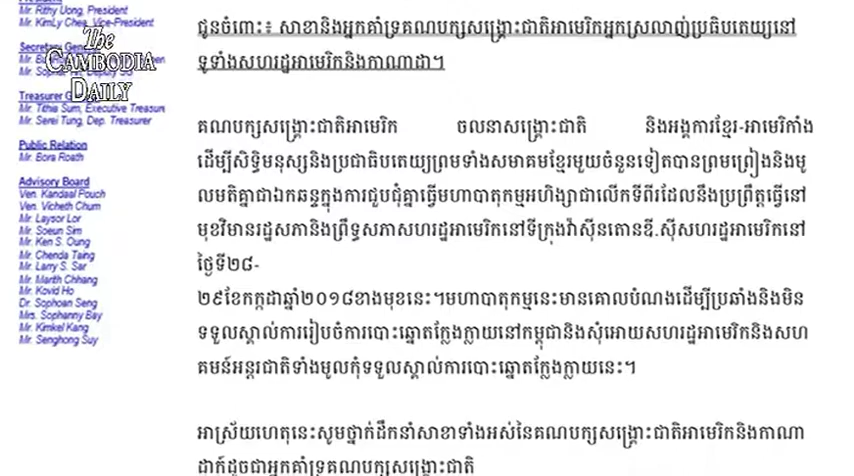 President
Mr. Rithy Uong, President
Mr. KimLy Chea, Vice-President
Secretary General
The
CAMBODIA
DAILY
Mr. Tithia Sum, Executive Treasurer
Mr. Serei Tung, Dep. Treasurer
Public Relation
Mr. Bora Roath
Advisory Board
Ven. Kandaal Pouch
Ven. Vicheth Chum
Mr. Laysor Lor
Mr. Soeun Sim
Mr. Ken S. Oung
Mr. Chenda Taing
Mr. Larry S. Sar
Mr. Marith Chhang
Mr. Kovid Ho
Dr. Sophoan Seng
Mrs. Sophanny Bay
Mr. Kimkel Kang
Mr. Senghong Suy
ជូនចំពោះ៖ សាខានិងអ្នកគាំទ្រគណបក្សសង្គ្រោះជាតិអាមេរិកអ្នកស្រលាញ់ប្រជាធិបតេយ្យនៅ
ទូទាំងសហរដ្ឋអាមេរិកនិងកាណាដា។
គណបក្សសង្គ្រោះជាតិអាមេរិក ចលនាសង្គ្រោះជាតិ និងអង្គការខ្មែរ-អាមេរិកាំង
ដើម្បីសិទ្ធិមនុស្សនិងប្រជាធិបតេយ្យព្រមទាំងសមាគមខ្មែរមួយចំនួនទៀតបានព្រមព្រៀងនិងមូ
លមតិគ្នាជាឯកឆន្ទក្នុងការជួបជុំគ្នាធ្វើមហាបាតុកម្មអហិង្សាជាលើកទីពីរដែលនឹងប្រព្រឹត្តធ្វើនៅ
មុខវិមានរដ្ឋសភានិងព្រឹទ្ធសភាសហរដ្ឋអាមេរិកនៅទីក្រុងវ៉ាស៊ីនតោនឌី.ស៊ីសហរដ្ឋអាមេរិកនៅ
ថ្ងៃទី២៨-
២៩ខែកក្កដាឆ្នាំ២០១៨ខាងមុខនេះ។មហាបាតុកម្មនេះមានគោលបំណងដើម្បីប្រឆាំងនិងមិន
ទទួលស្គាល់ការរៀបចំការបោះឆ្នោតក្លែងក្លាយនៅកម្ពុជានិងសុំអោយសហរដ្ឋអាមេរិកនិងសហ
គមន៍អន្តរជាតិទាំងមូលកុំទទួលស្គាល់ការបោះឆ្នោតក្លែងក្លាយនេះ។
អាស្រ័យហេតុនេះសូមថ្នាក់ដឹកនាំសាខាទាំងអស់នៃគណបក្សសង្គ្រោះជាតិអាមេរិកនិងកាណា
ដាក៍ដូចជាអ្នកគាំទ្រគណបក្សសង្គ្រោះជាតិ